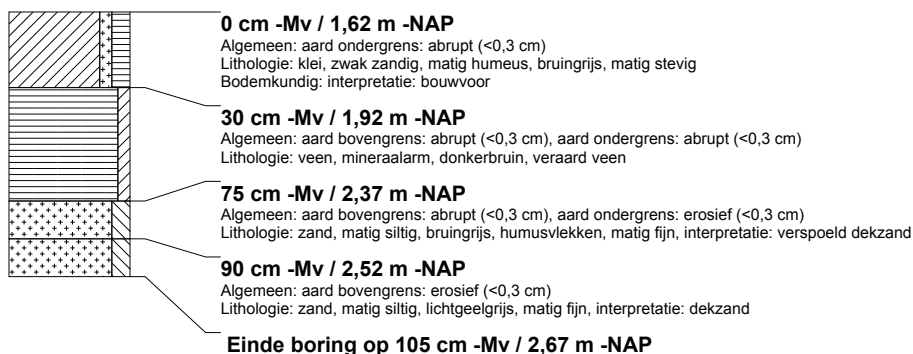 0 cm -Mv / 1,62 m -NAP
Algemeen: aard ondergrens: abrupt (<0,3 cm)
Lithologie: klei, zwak zandig, matig humeus, bruingrijs, matig stevig
Bodemkundig: interpretatie: bouwvoor
30 cm -Mv / 1,92 m -NAP
Algemeen: aard bovengrens: abrupt (<0,3 cm), aard ondergrens: abrupt (<0,3 cm)
Lithologie: veen, mineraalarm, donkerbruin, veraard veen
75 cm -Mv / 2,37 m -NAP
Algemeen: aard bovengrens: abrupt (<0,3 cm), aard ondergrens: erosief (<0,3 cm)
Lithologie: zand, matig siltig, bruingrijs, humusvlekken, matig fijn, interpretatie: verspoeld dekzand
90 cm -Mv / 2,52 m -NAP
Algemeen: aard bovengrens: erosief (<0,3 cm)
Lithologie: zand, matig siltig, lichtgeelgrijs, matig fijn, interpretatie: dekzand
Einde boring op 105 cm -Mv / 2,67 m -NAP